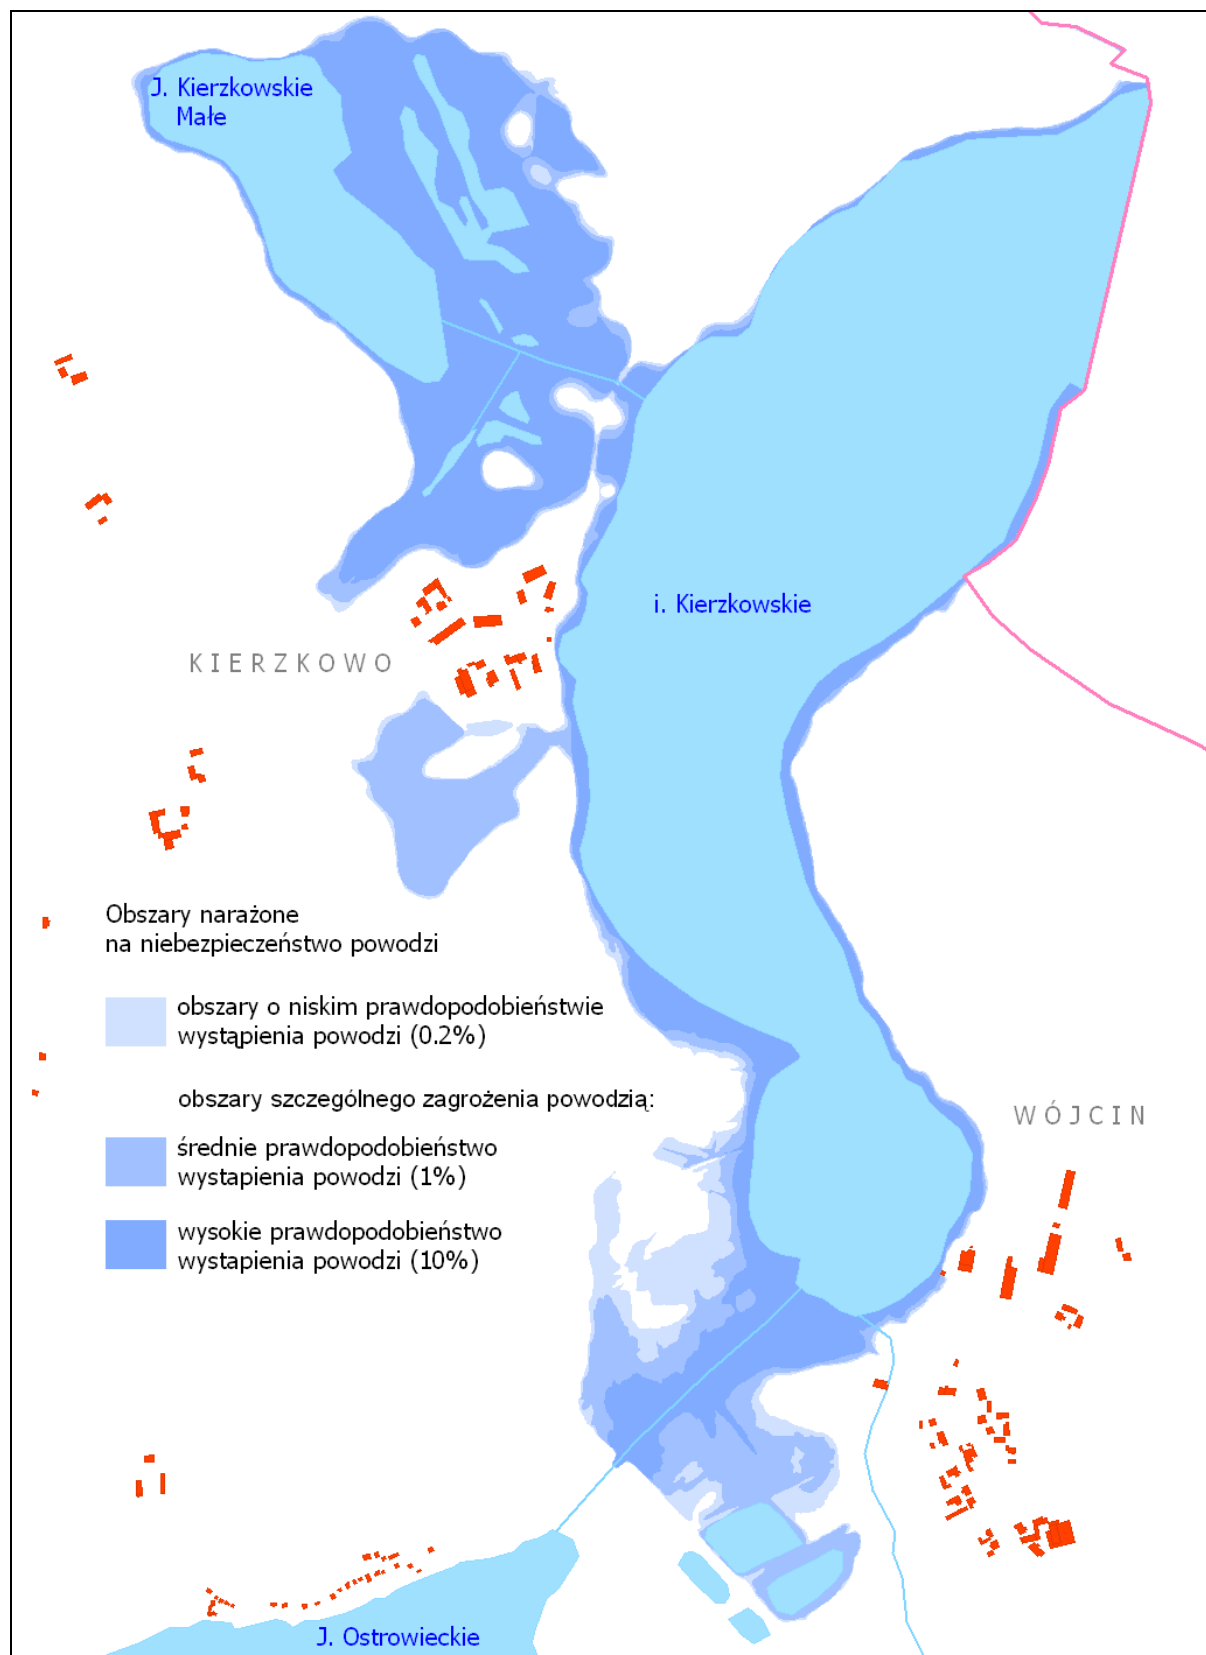 J. Kierzkowskie
Małe
i. Kierzkowskie
KIERZKOWO
Obszary narażone
na niebezpieczeństwo powodzi
obszary o niskim prawdopodobieństwie
wystąpienia powodzi (0.2%)
obszary szczególnego zagrożenia powodzią:
WÓJCIN
średnie prawdopodobieństwo
wystapienia powodzi (1%)
wysokie prawdopodobieństwo
wystąpienia powodzi (10%)
J. Ostrowieckie